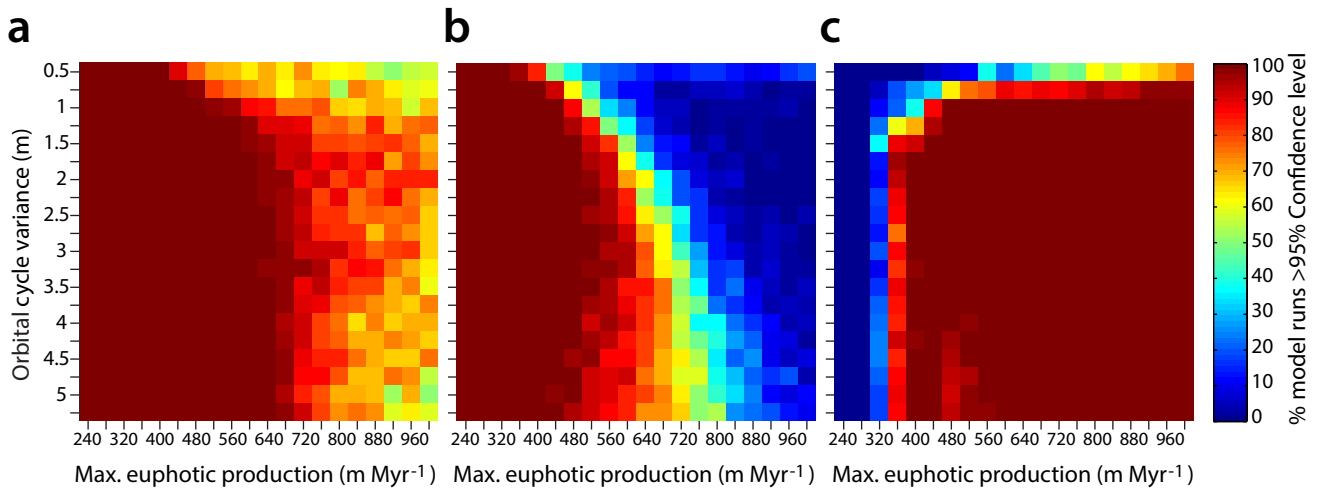 a b c
0.5
1
1.5
2
2.5
3
3.5
4
4.5
5
Orbital cycle variance (m)
240 320 400 480 560 640 720 800 880 960
240 320 400 480 560 640 720 800 880 960
240 320 400 480 560 640 720 800 880 960
Max. euphotic production (m Myr⁻¹)
Max. euphotic production (m Myr⁻¹)
Max. euphotic production (m Myr⁻¹)
100
90
80
70
60
50
40
30
20
10
0
% model runs >95% Confidence level